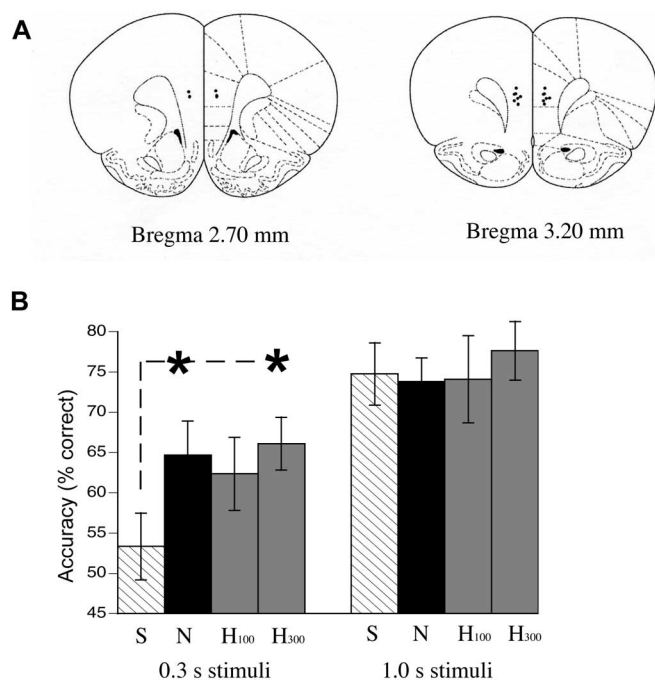 A
Bregma 2.70 mm
Bregma 3.20 mm
B
Accuracy (% correct)
80
75
70
65
60
55
50
45
* *
S N H100 H300 S N H100 H300
0.3 s stimuli 1.0 s stimuli